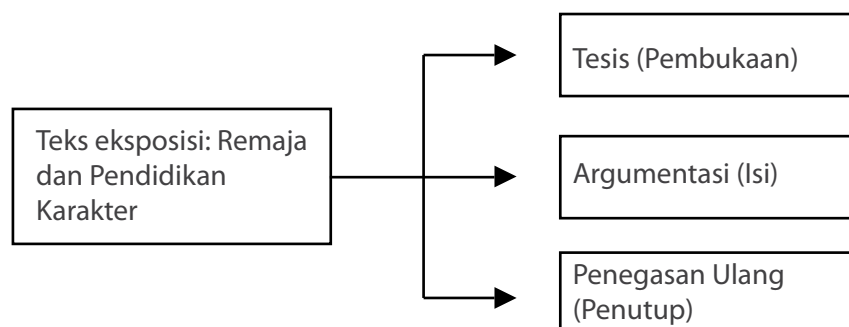 Teks eksposisi: Remaja
dan Pendidikan
Karakter
Tesis (Pembukaan)
Argumentasi (Isi)
Penegasan Ulang
(Penutup)